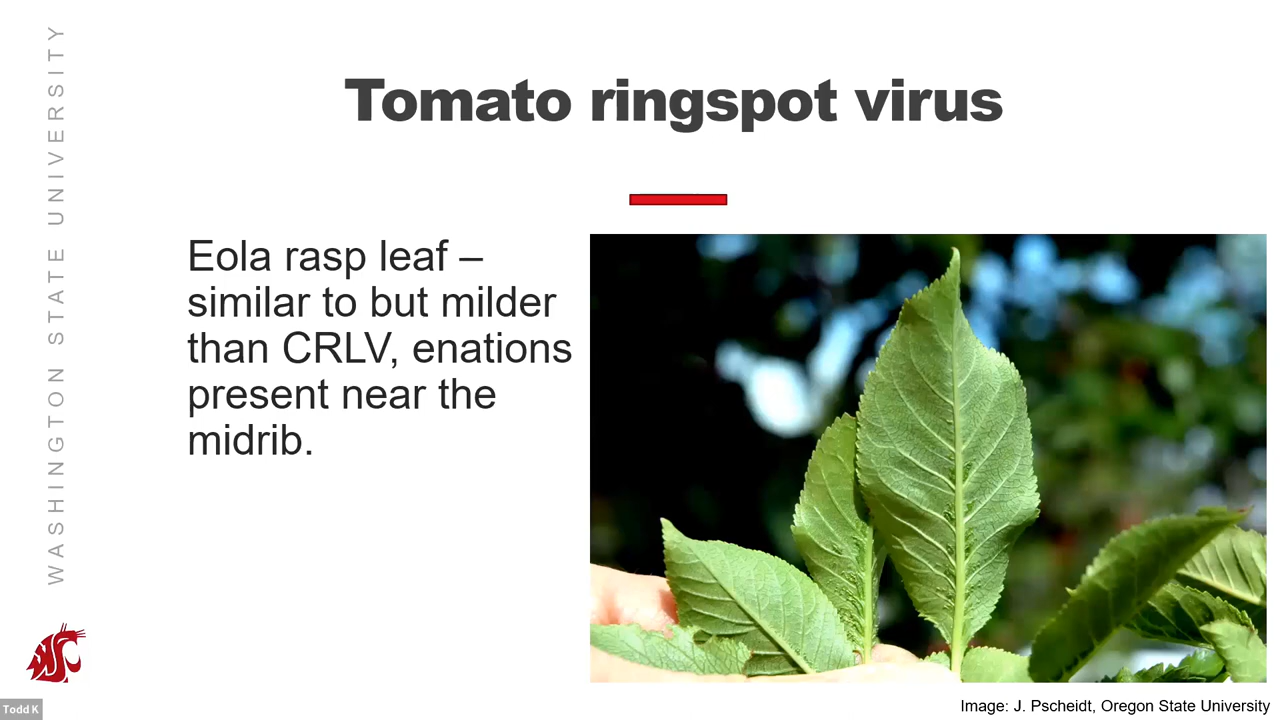 WASHINGTON STATE UNIVERSITY
Tomato ringspot virus
Eola rasp leaf –
similar to but milder
than CRLV, enations
present near the
midrib.
WSU
Todd K
Image: J. Pscheidt, Oregon State University